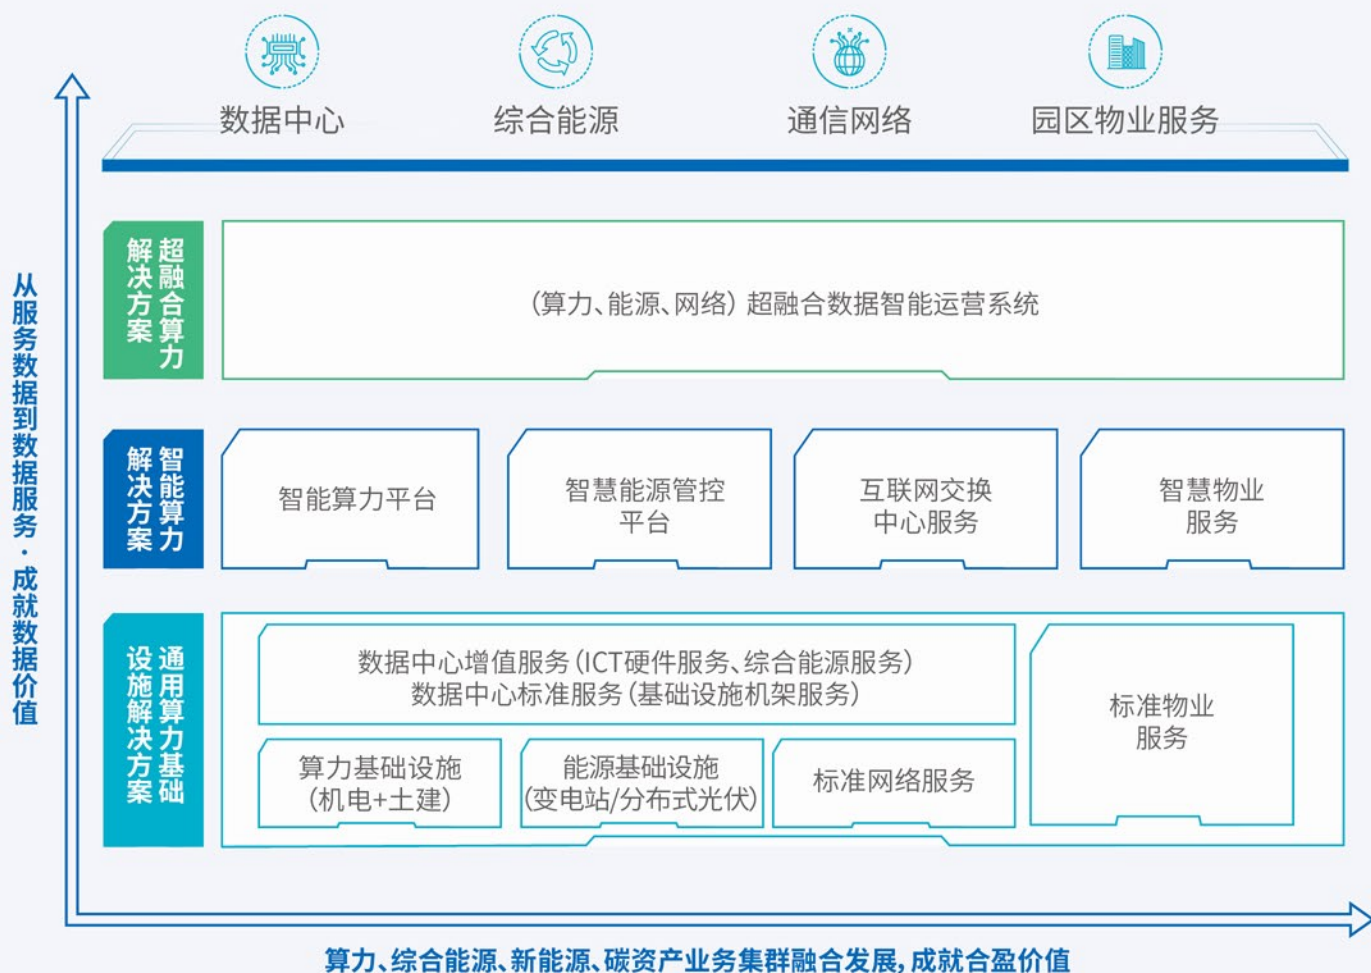 数据中心
综合能源
通信网络
园区物业服务
从服务数据到数据服务·成就数据价值
超融合算力
解决方案
（算力、能源、网络）超融合数据智能运营系统
智能算力
解决方案
智能算力平台
智慧能源管控
平台
互联网交换
中心服务
智慧物业
服务
通用算力基础
设施解决方案
数据中心增值服务（ICT硬件服务、综合能源服务）
数据中心标准服务（基础设施机架服务）
算力基础设施
（机电+土建）
能源基础设施
（变电站/分布式光伏）
标准网络服务
标准物业
服务
算力、综合能源、新能源、碳资产业务集群融合发展，成就合盈价值